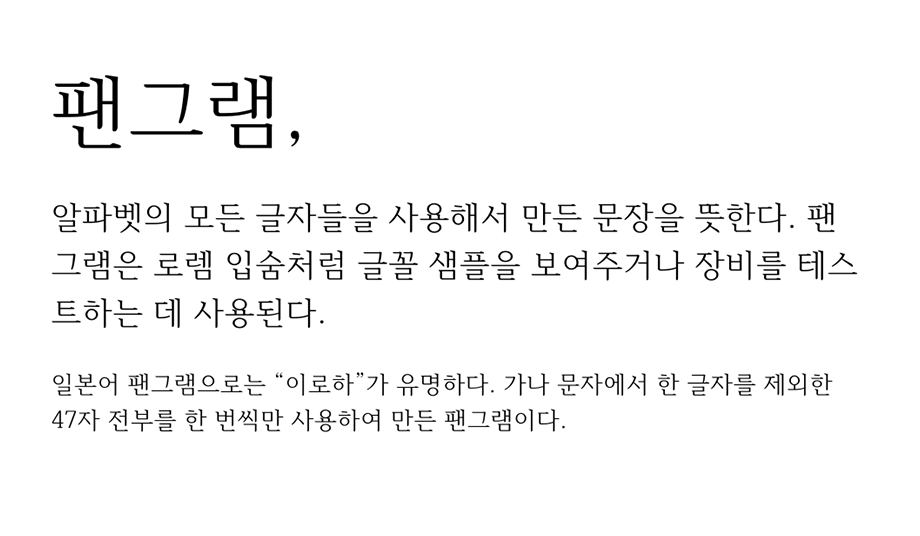 팬그램,
알파벳의 모든 글자들을 사용해서 만든 문장을 뜻한다. 팬
그램은 로렘 입숨처럼 글꼴 샘플을 보여주거나 장비를 테스
트하는 데 사용된다.
일본어 팬그램으로는 “이로하”가 유명하다. 가나 문자에서 한 글자를 제외한
47자 전부를 한 번씩만 사용하여 만든 팬그램이다.